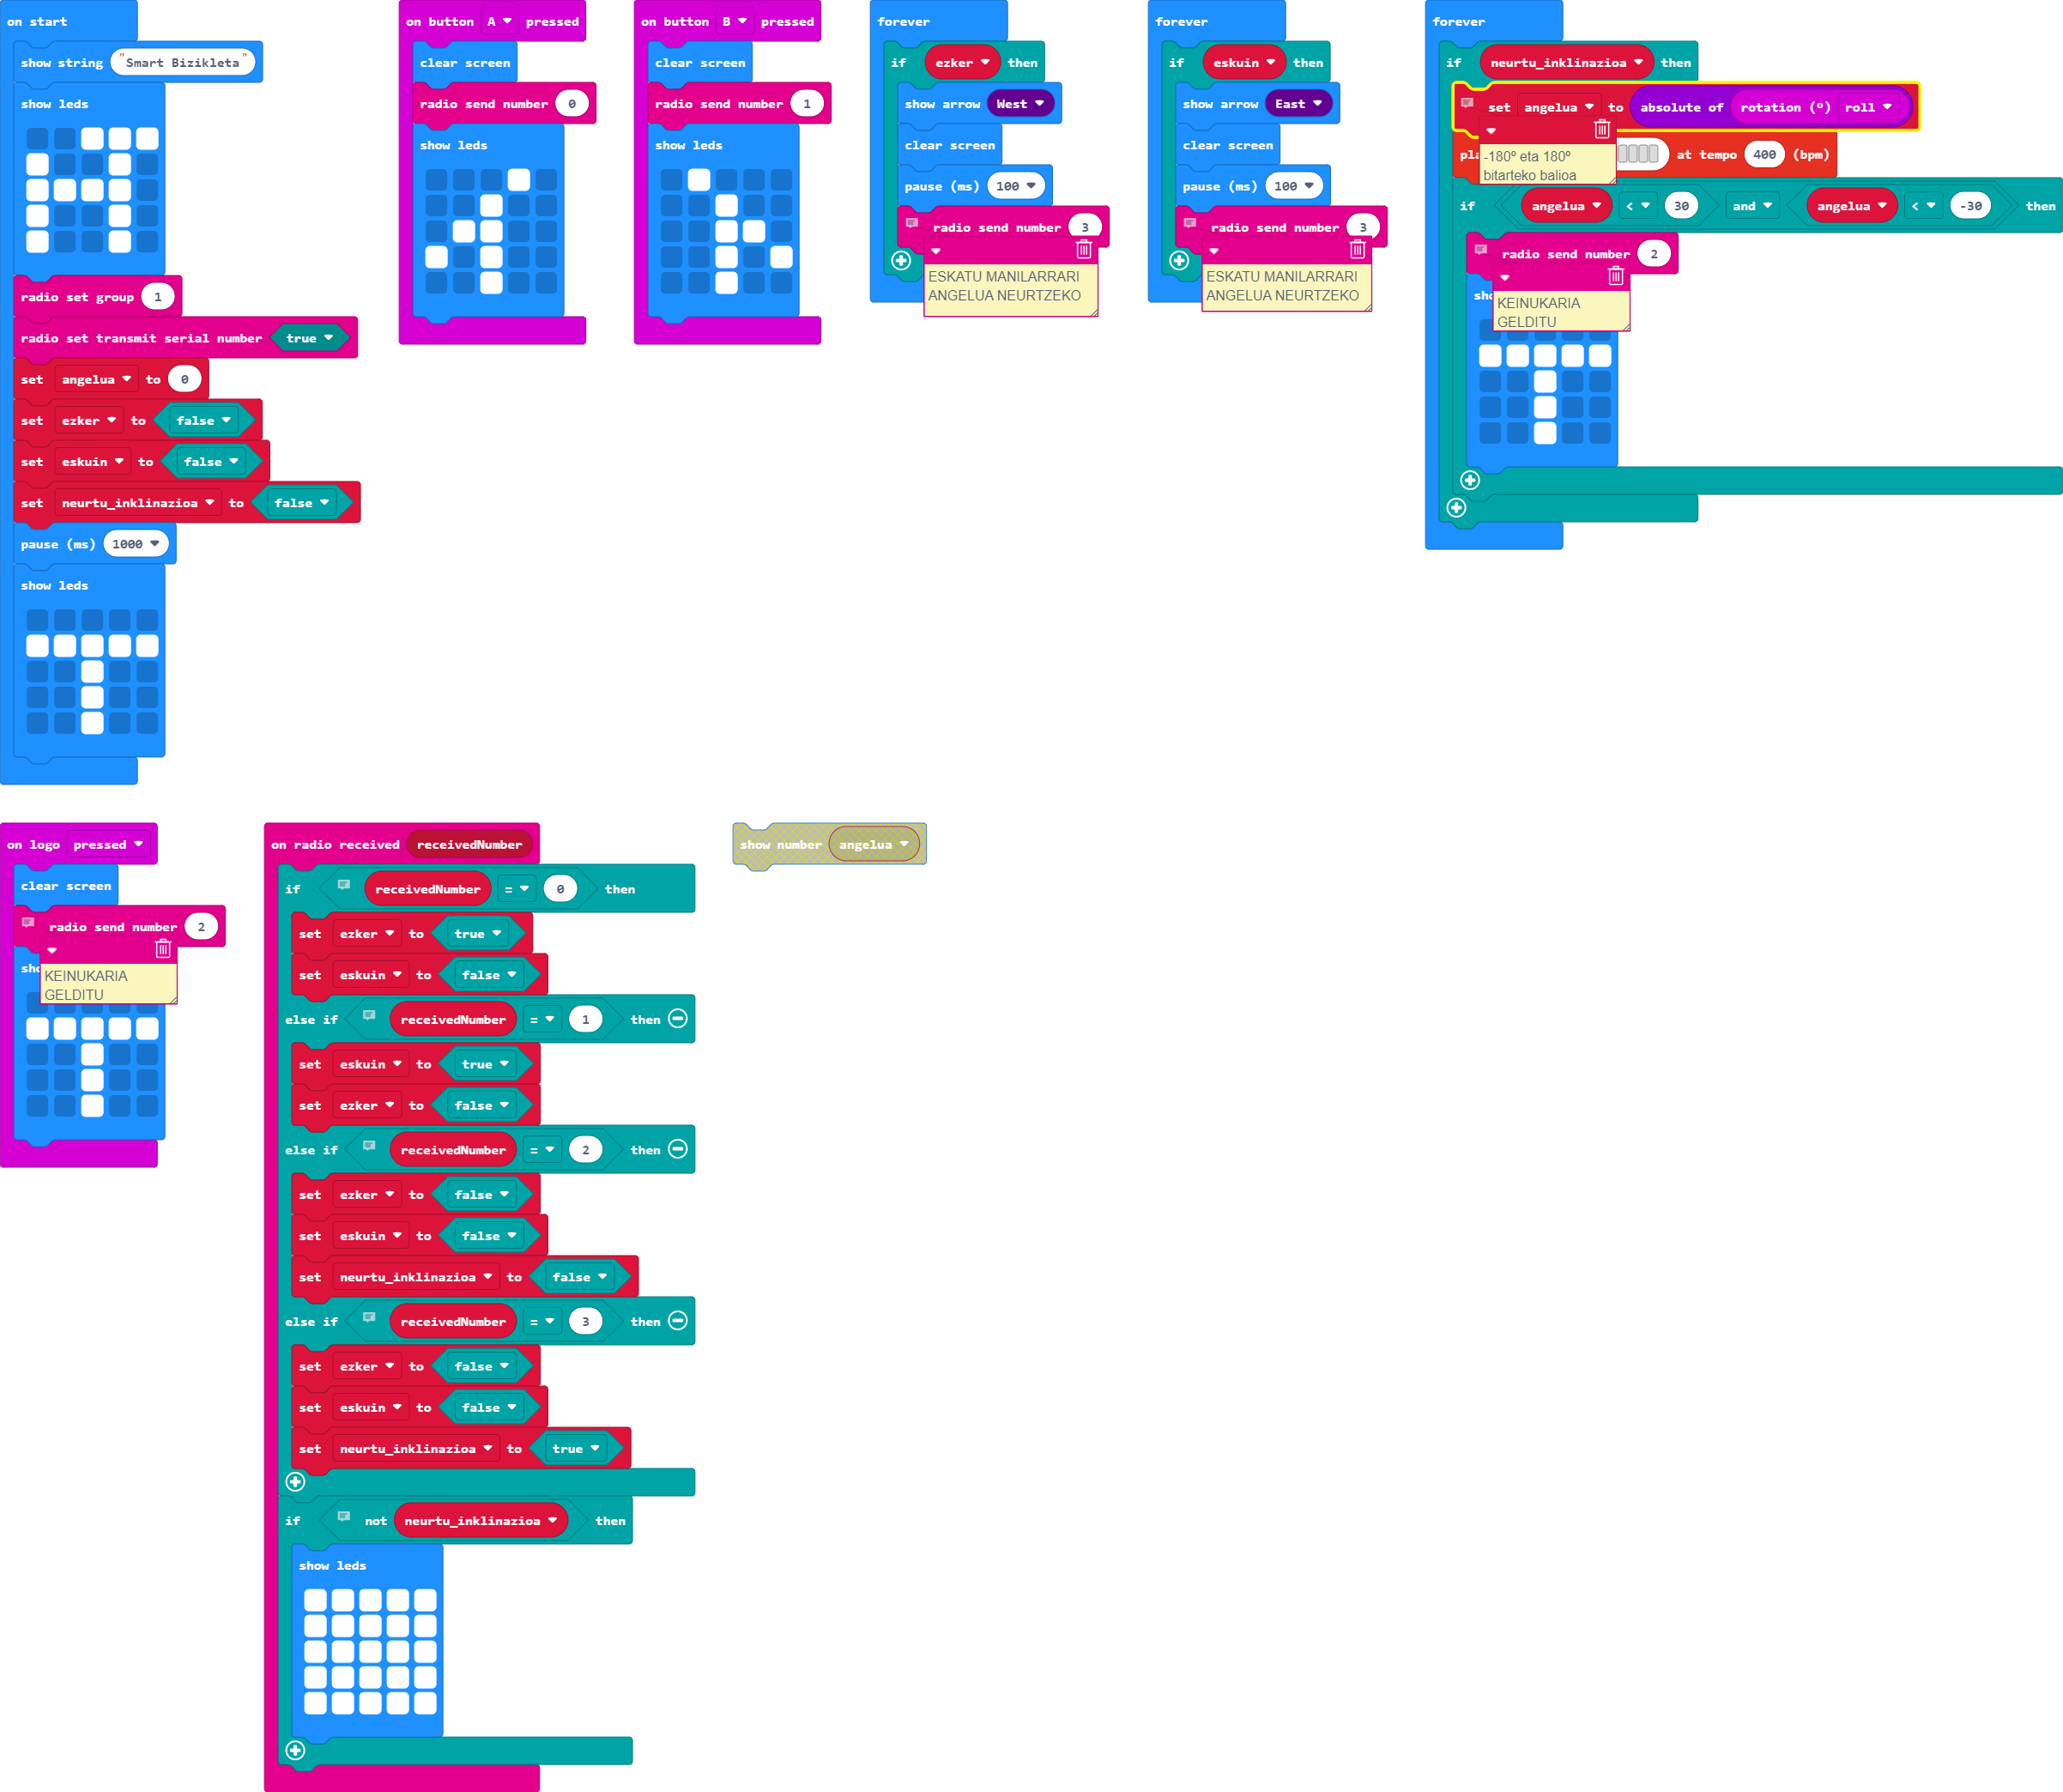 on start
show string "Smart Bizikleta"
show leds
radio set group 1
radio set transmit serial number true
set angelua to 0
set ezker to false
set eskuin to false
set neurtu_inklinazioa to false
pause (ms) 1000
show leds
on button A pressed
clear screen
radio send number 0
show leds
on button B pressed
clear screen
radio send number 1
show leds
forever
if ezker then
show arrow West
clear screen
pause (ms) 100
radio send number 3
ESKATU MANILARRARI
ANGELUA NEURTZEKO
forever
if eskuin then
show arrow East
clear screen
pause (ms) 100
radio send number 3
ESKATU MANILARRARI
ANGELUA NEURTZEKO
forever
if neurtu_inklinazioa then
set angelua to absolute of rotation (º) roll
at tempo 400 (bpm)
-180º eta 180º
bitarteko balioa
if angelua < 30 and angelua < -30 then
radio send number 2
KEINUKARIA
GELDITU
on logo pressed
clear screen
radio send number 2
KEINUKARIA
GELDITU
on radio received receivedNumber
if receivedNumber = 0 then
set ezker to true
set eskuin to false
else if receivedNumber = 1 then
set eskuin to true
set ezker to false
else if receivedNumber = 2 then
set ezker to false
set eskuin to false
set neurtu_inklinazioa to false
else if receivedNumber = 3 then
set ezker to false
set eskuin to false
set neurtu_inklinazioa to true
if not neurtu_inklinazioa then
show leds
show number angelua